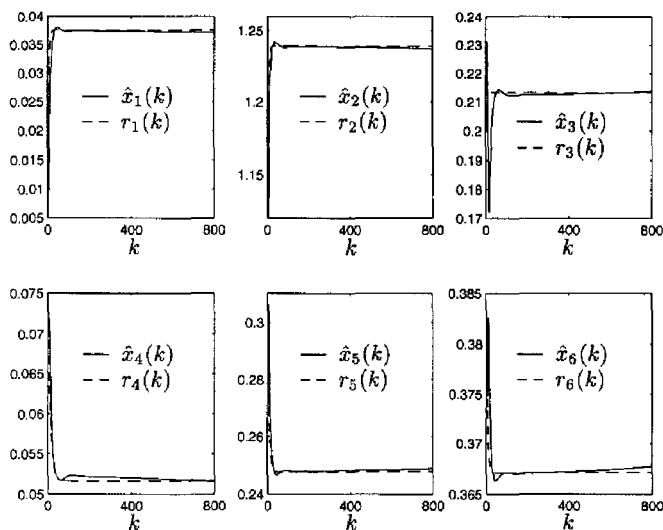 0.04
0.035
0.03
0.025
0.02
0.015
0.01
0.005
0
400
800
k
x̂₁(k)
r₁(k)
1.25
1.2
1.15
0
400
800
k
x̂₂(k)
r₂(k)
0.24
0.23
0.22
0.21
0.2
0.19
0.18
0.17
0
400
800
k
x̂₃(k)
r₃(k)
0.075
0.07
0.065
0.06
0.055
0.05
0
400
800
k
x̂₄(k)
r₄(k)
0.3
0.28
0.26
0.24
0
400
800
k
x̂₅(k)
r₅(k)
0.385
0.38
0.375
0.37
0.365
0
400
800
k
x̂₆(k)
r₆(k)